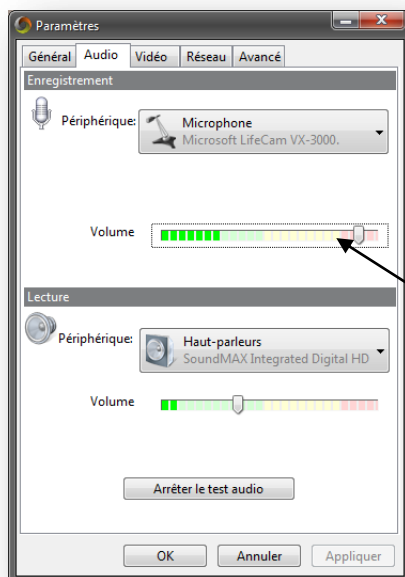 Paramètres
Général Audio Vidéo Réseau Avancé
Enregistrement
Périphérique: Microphone
Microsoft LifeCam VX-3000.
Volume
Lecture
Périphérique: Haut-parleurs
SoundMAX Integrated Digital HD
Volume
Arrêter le test audio
OK Annuler Appliquer